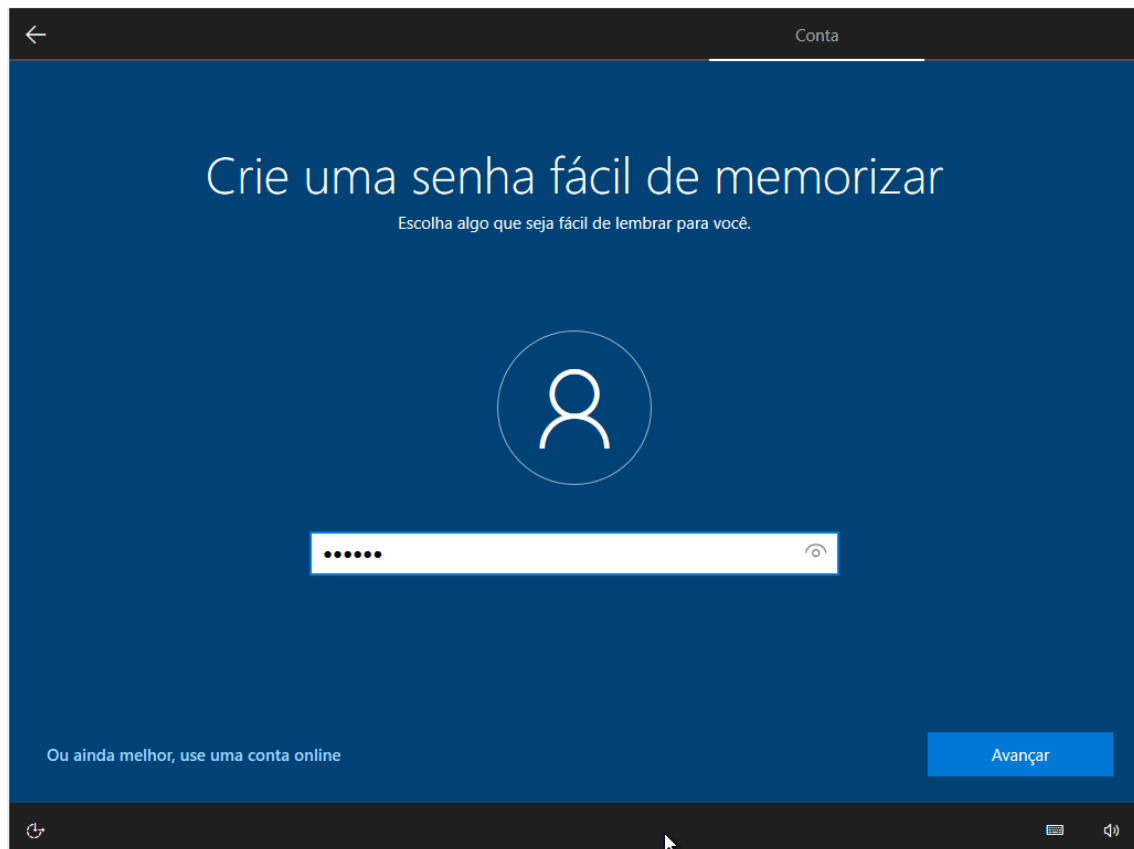 Conta
Crie uma senha fácil de memorizar
Escolha algo que seja fácil de lembrar para você.
••••••
Ou ainda melhor, use uma conta online
Avançar